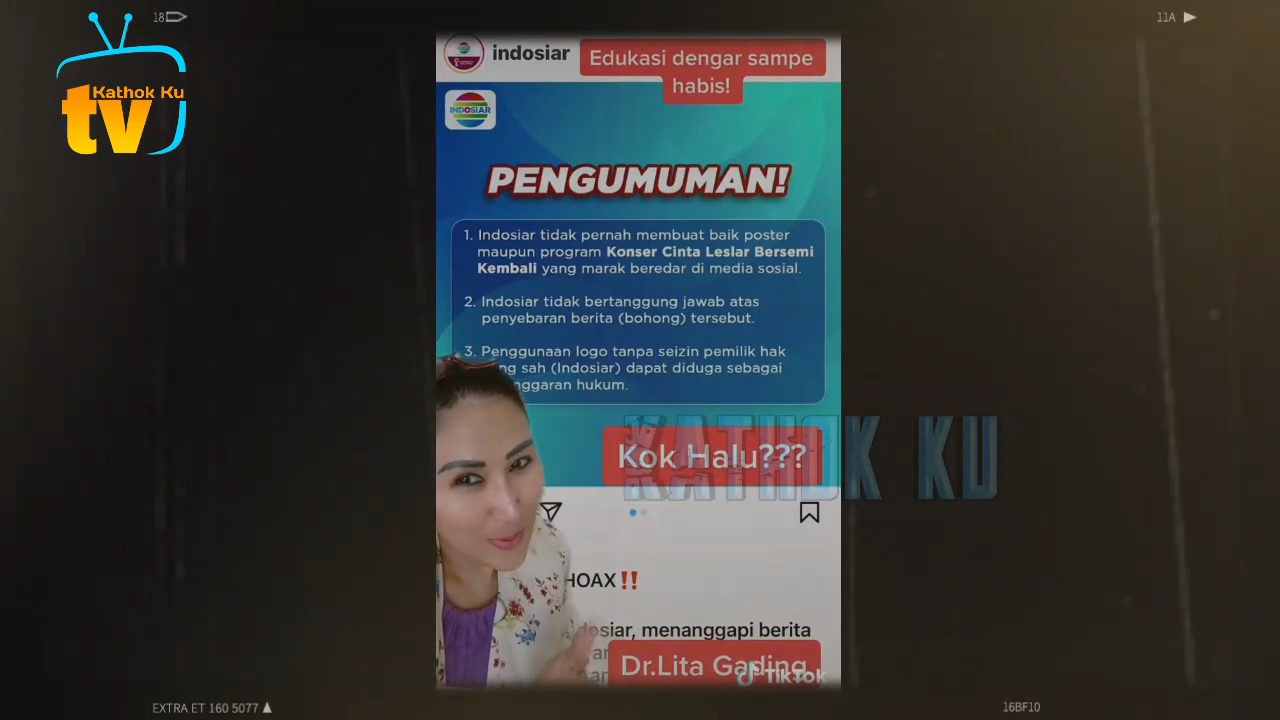 18
11A
Kathok Ku
tv
indosiar
Edukasi dengar sampe
habis!
INDOSIAR
PENGUMUMAN!
1. Indosiar tidak pernah membuat baik poster
maupun program Konser Cinta Leslar Bersemi
Kembali yang marak beredar di media sosial.
2. Indosiar tidak bertanggung jawab atas
penyebaran berita (bohong) tersebut.
3. Penggunaan logo tanpa seizin pemilik hak
ng sah (Indosiar) dapat diduga sebagai
nggaran hukum.
KATHOK KU
Kok Halu???
HOAX‼️
dosiar, menanggapi berita
Dr.Lita Gading
TikTok
EXTRA ET 160 5077
16BF10